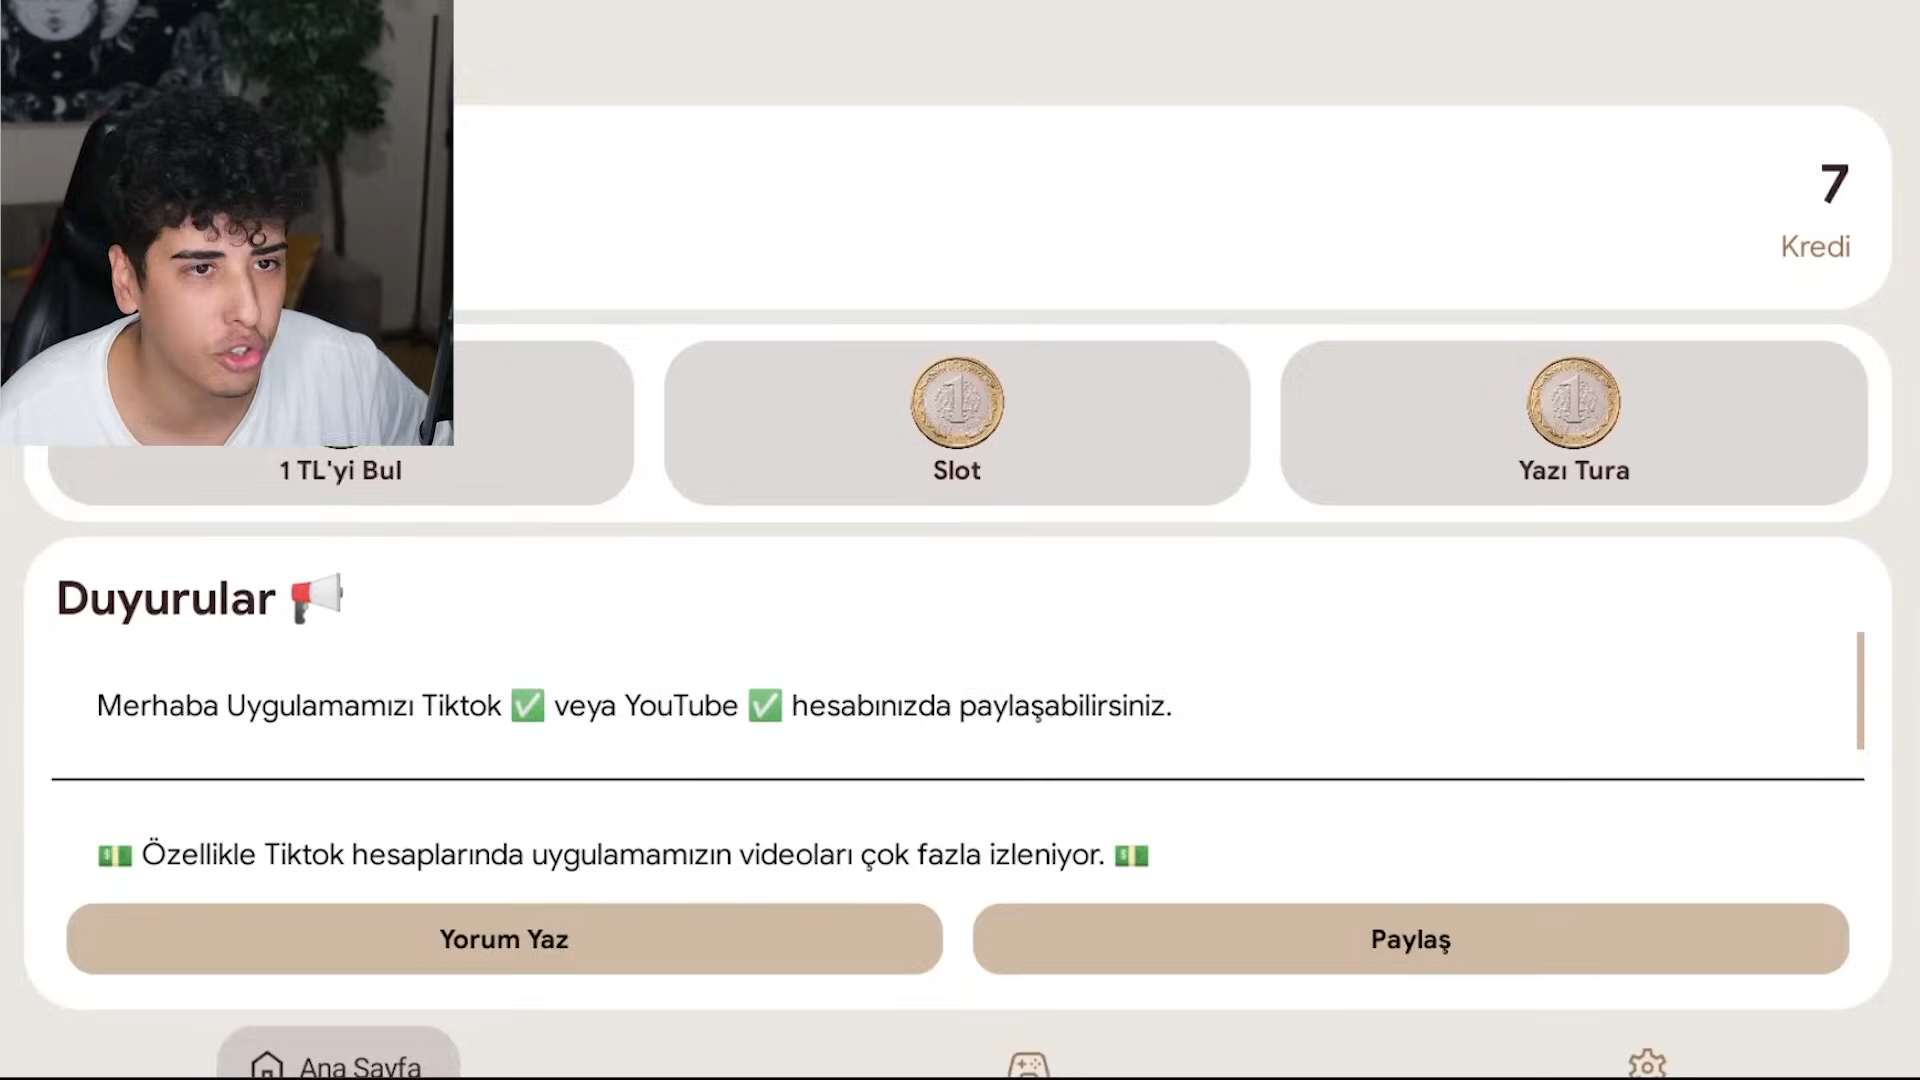 7
Kredi
1 TL'yi Bul
Slot
Yazı Tura
Duyurular
Merhaba Uygulamamızı Tiktok ✅ veya YouTube ✅ hesabınızda paylaşabilirsiniz.
💵 Özellikle Tiktok hesaplarında uygulamamızın videoları çok fazla izleniyor. 💵
Yorum Yaz
Paylaş
Ana Sayfa